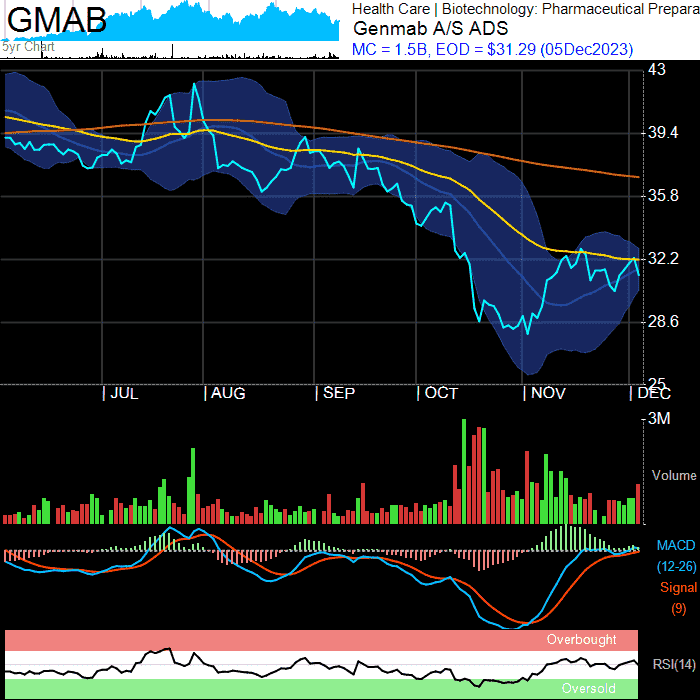 GMAB
5yr Chart
Health Care | Biotechnology: Pharmaceutical Prepara
Genmab A/S ADS
MC = 1.5B, EOD = $31.29 (05Dec2023)
43
39.4
35.8
32.2
28.6
25
| JUL | AUG | SEP | OCT | NOV | DEC
3M
Volume
MACD
(12-26)
Signal
(9)
Overbought
RSI(14)
Oversold